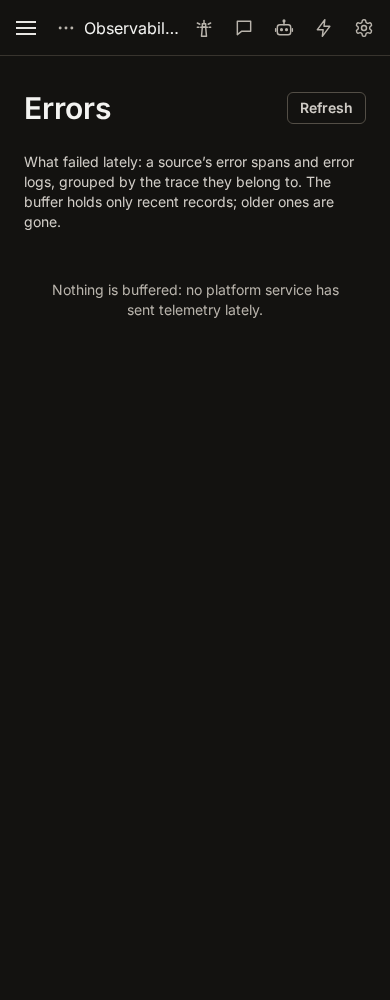 Observabil...
Errors
Refresh
What failed lately: a source's error spans and error
logs, grouped by the trace they belong to. The
buffer holds only recent records; older ones are
gone.
Nothing is buffered: no platform service has
sent telemetry lately.